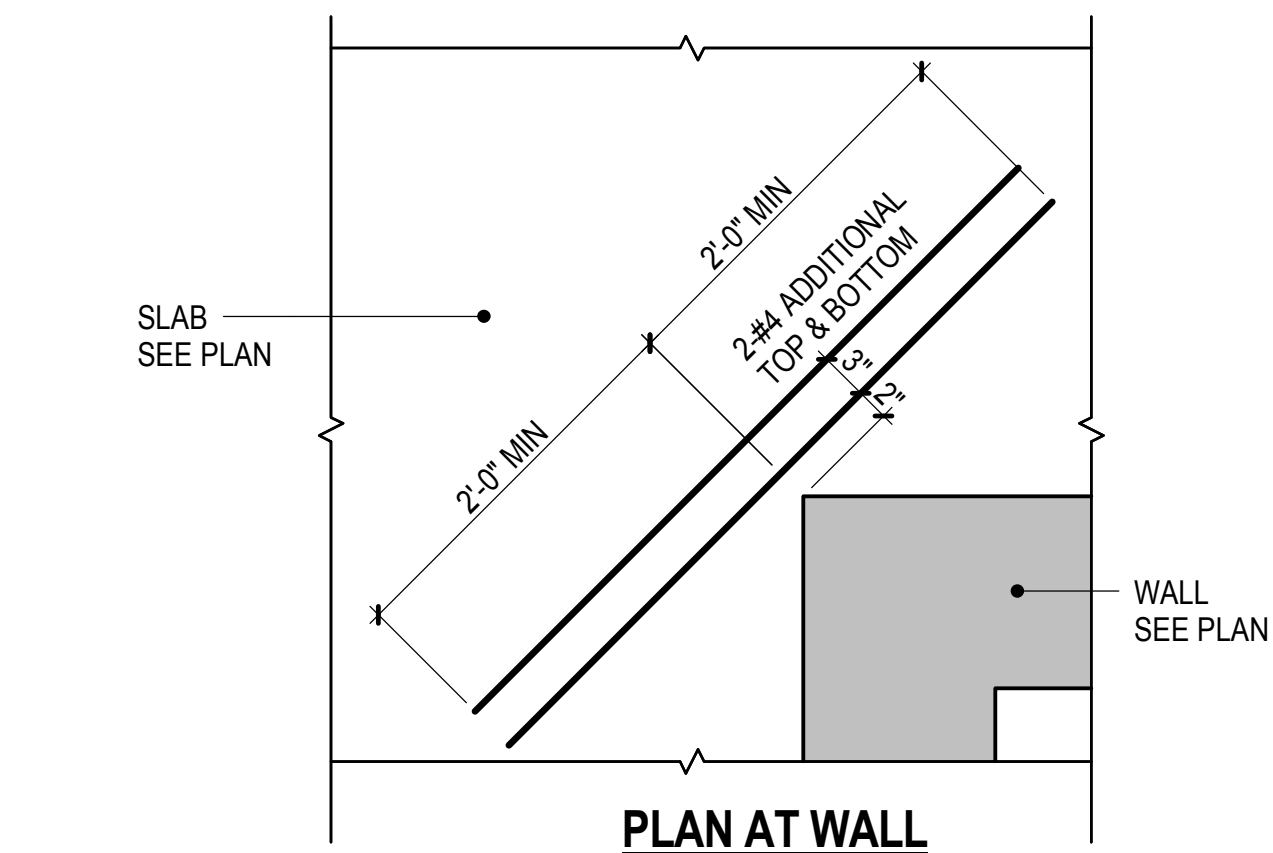 2'-0" MIN
2-#4 ADDITIONAL
TOP & BOTTOM
SLAB
SEE PLAN
3"
2"
2'-0" MIN
WALL
SEE PLAN
PLAN AT WALL